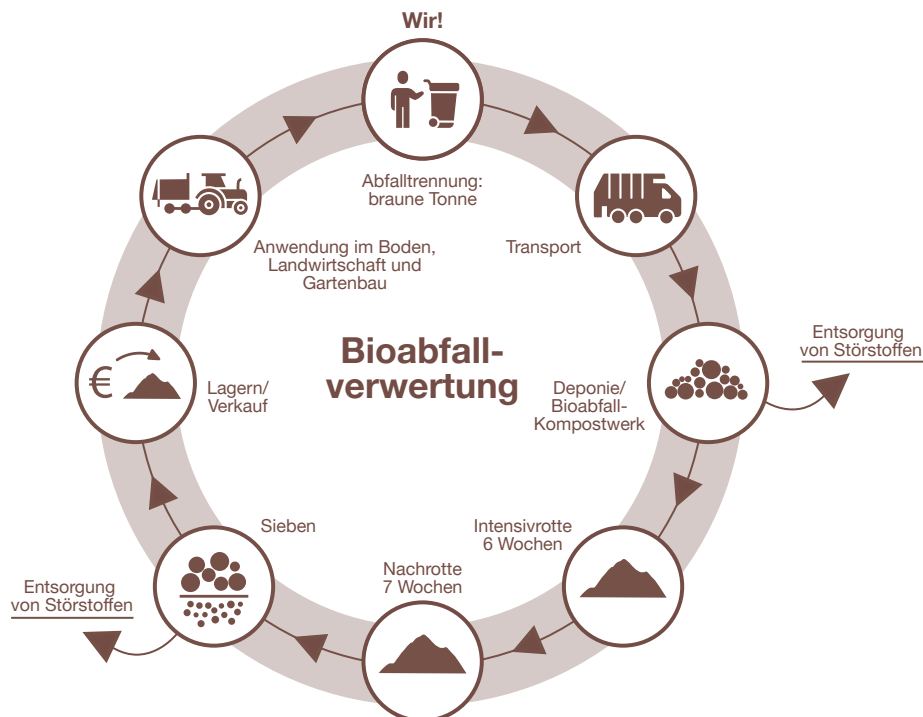 Wir!
Abfalltrennung:
braune Tonne
Transport
Anwendung im Boden,
Landwirtschaft und
Gartenbau
Bioabfall-
verwertung
Entsorgung
von Störstoffen
Deponie/
Bioabfall-
Kompostwerk
Lagern/
Verkauf
Intensivrotte
6 Wochen
Nachrotte
7 Wochen
Sieben
Entsorgung
von Störstoffen
€